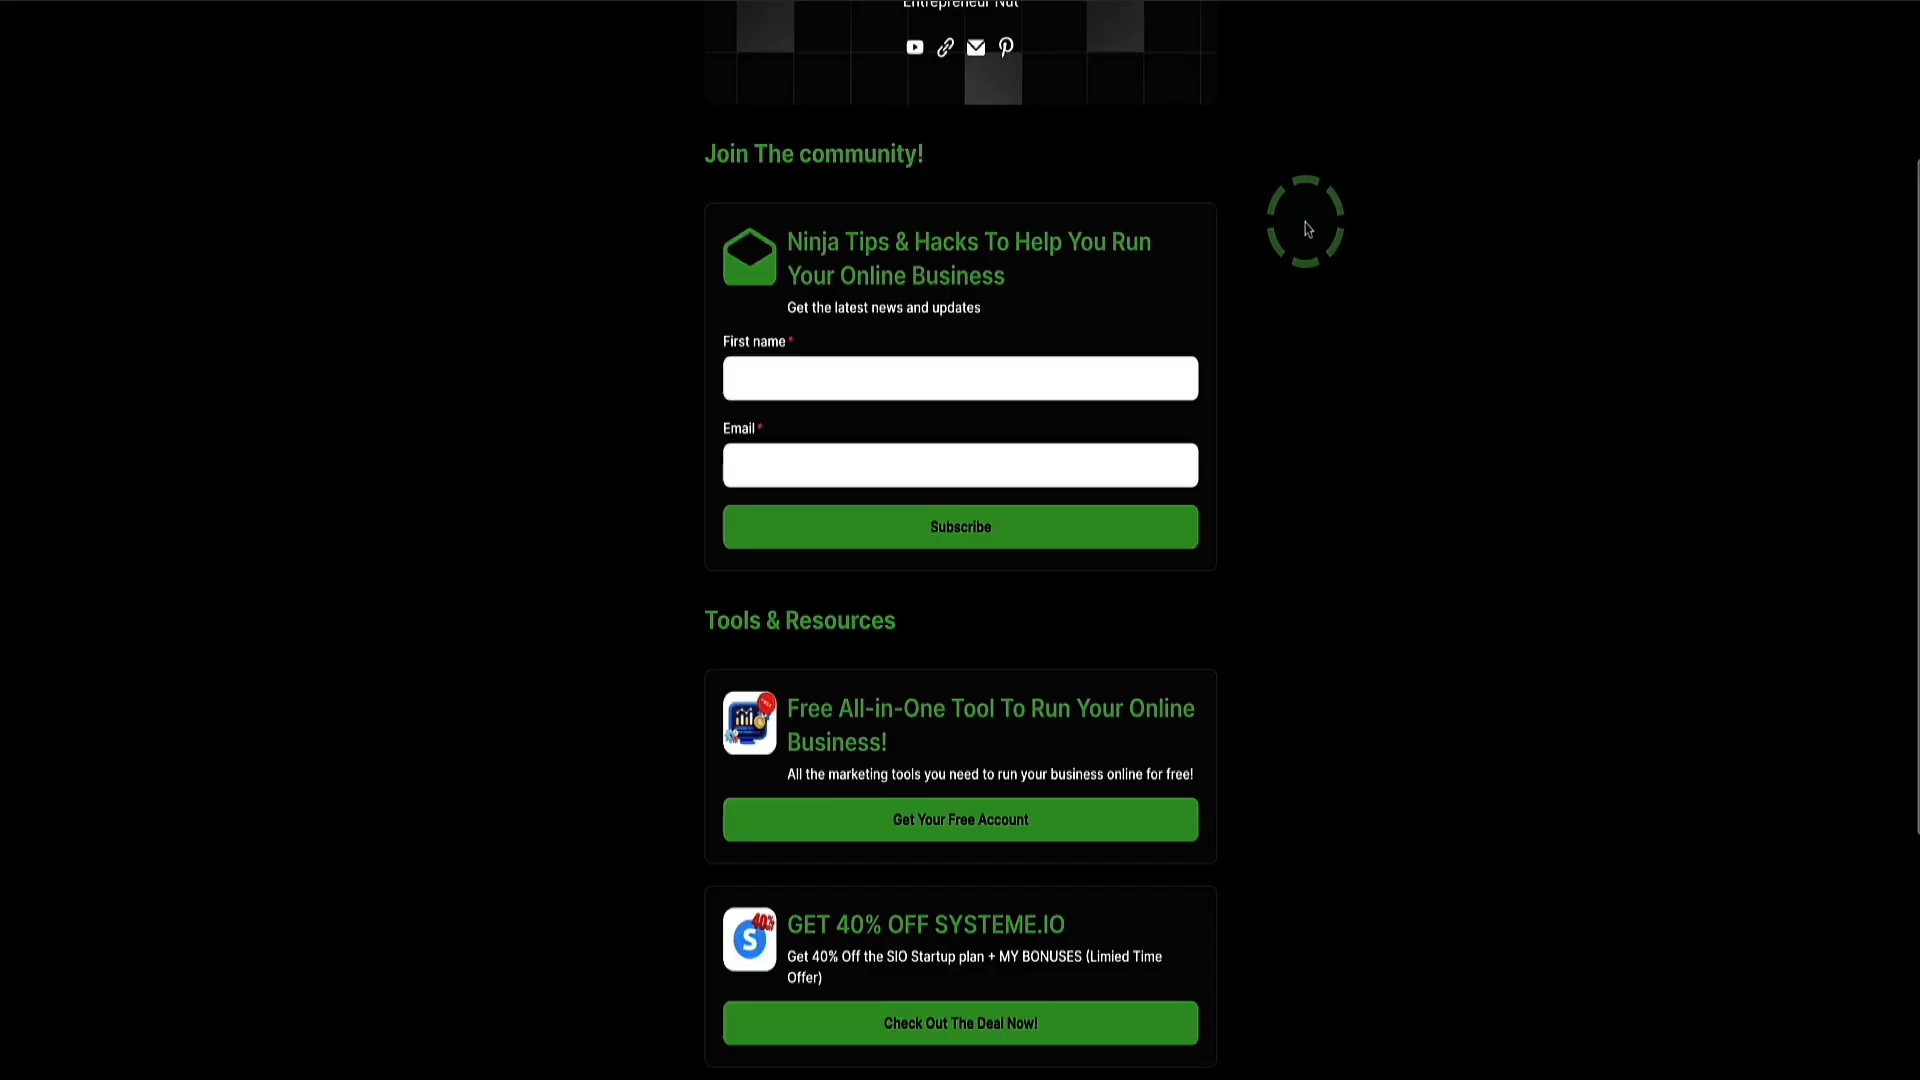 Entrepreneur Nut
Join The community!
Ninja Tips & Hacks To Help You Run
Your Online Business
Get the latest news and updates
First name *
Email *
Subscribe
Tools & Resources
Free All-in-One Tool To Run Your Online
Business!
All the marketing tools you need to run your business online for free!
Get Your Free Account
40%
S
GET 40% OFF SYSTEME.IO
Get 40% Off the SIO Startup plan + MY BONUSES (Limied Time
Offer)
Check Out The Deal Now!